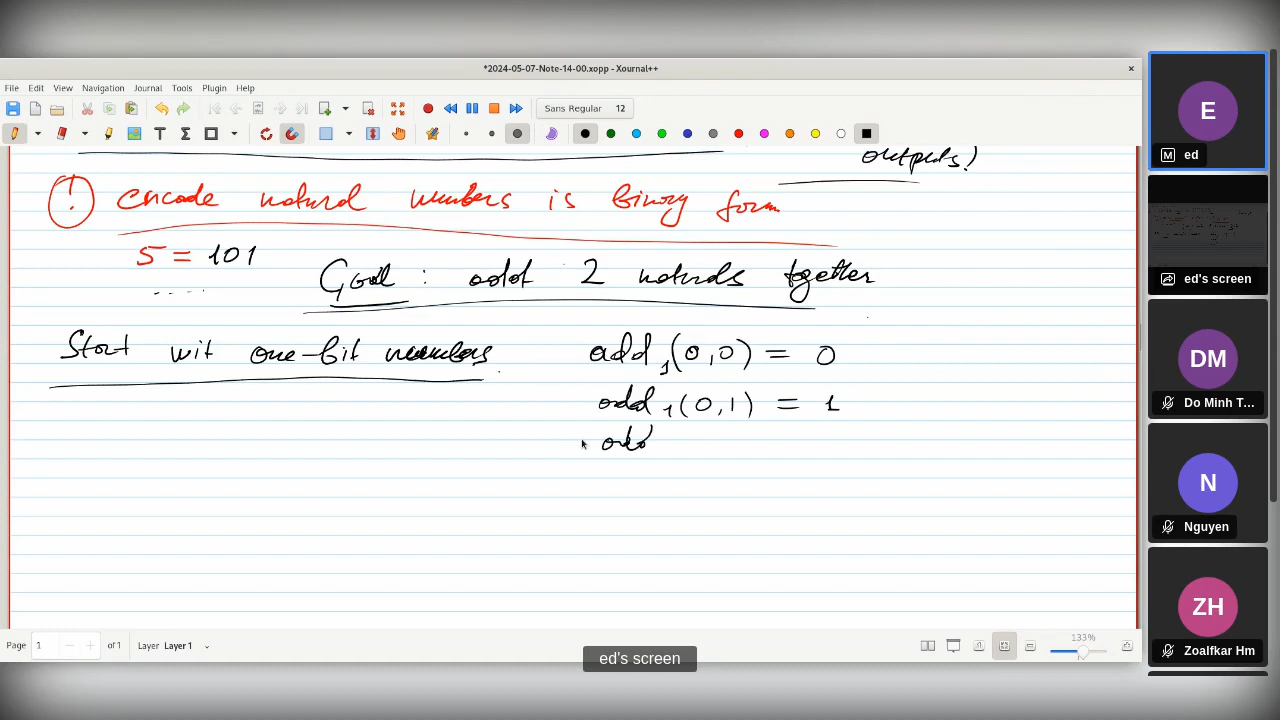 *2024-05-07-Note-14-00.xopp - Xournal++
×
File Edit View Navigation Journal Tools Plugin Help
Sans Regular 12
outputs!
! encode natural numbers is binary form
5 = 101
Goal : add 2 naturals together
Start wit one-bit numbers
add1(0,0) = 0
add1(0,1) = 1
add
Page 1 of 1 Layer Layer 1
133%
ed's screen
E
ed
ed's screen
DM
Do Minh T...
N
Nguyen
ZH
Zoalfkar Hm